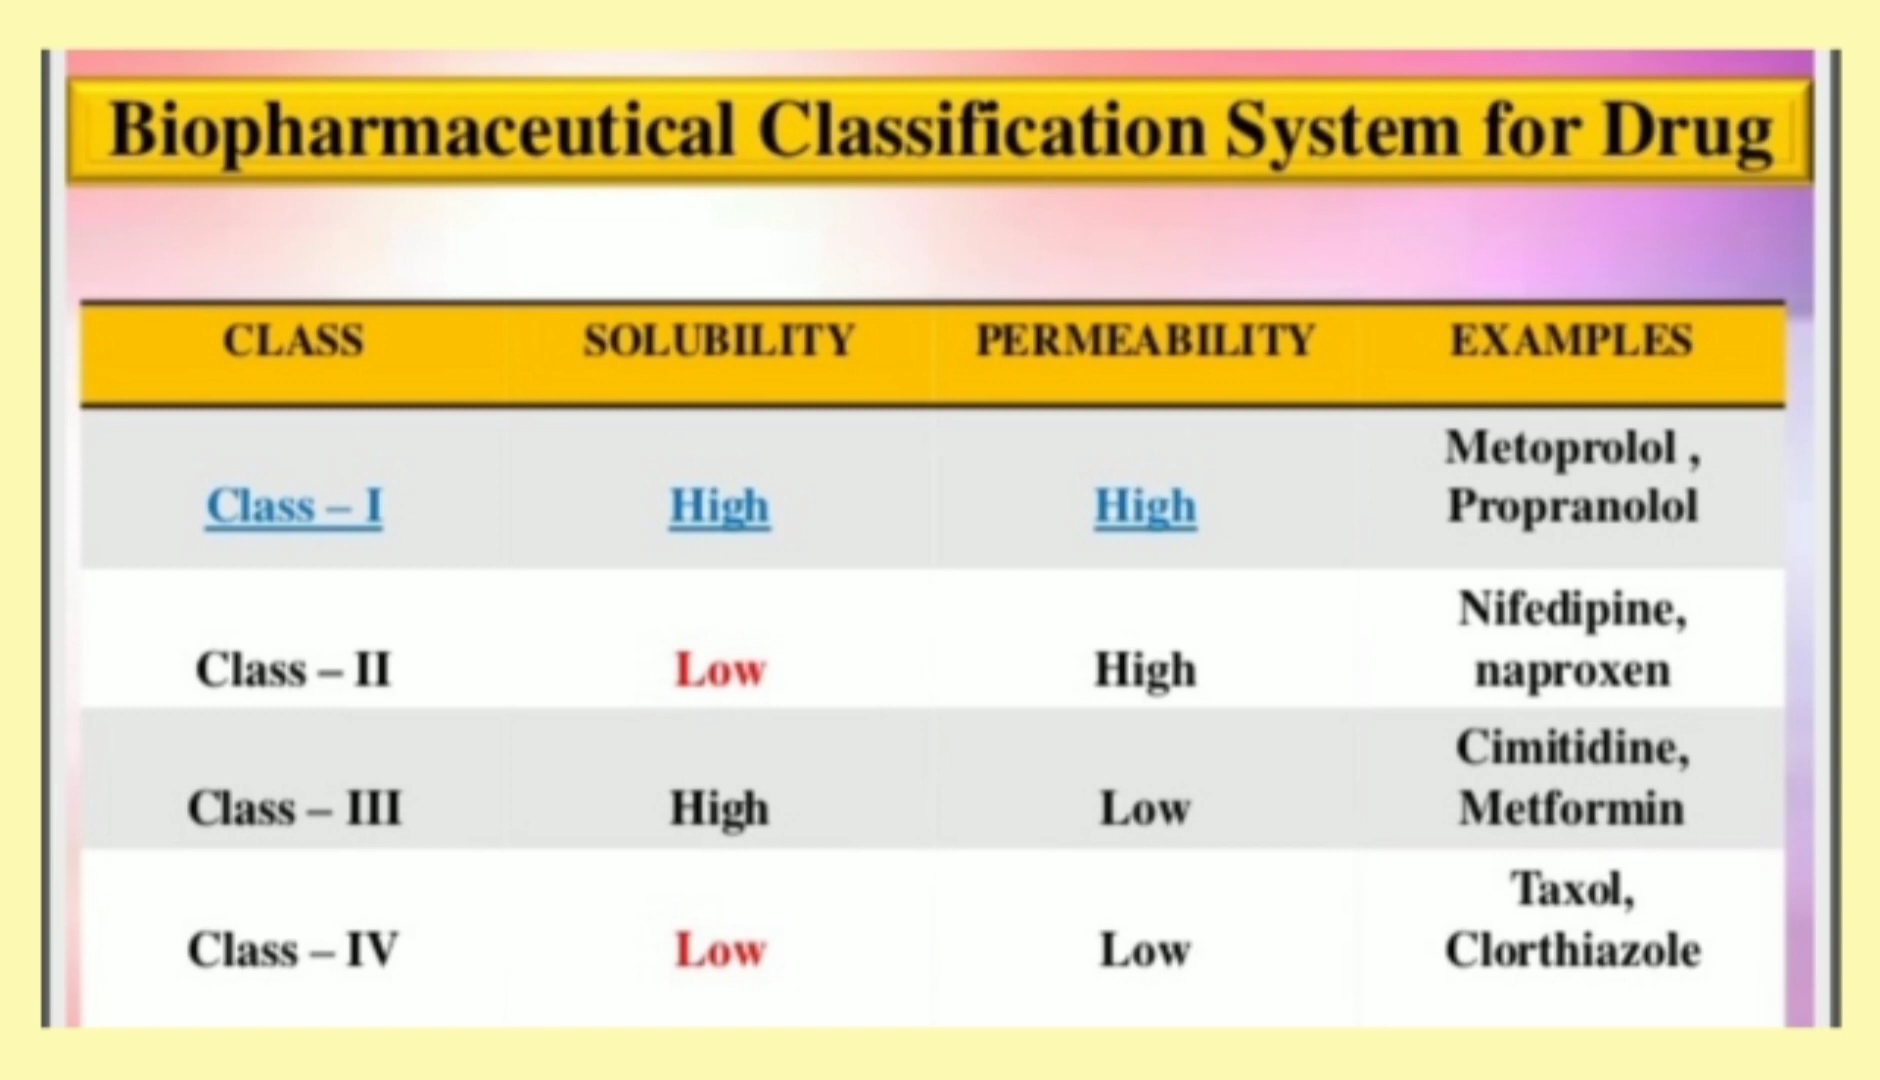 Biopharmaceutical Classification System for Drug
CLASS SOLUBILITY PERMEABILITY EXAMPLES
Class – I High High Metoprolol ,
Propranolol
Class – II Low High Nifedipine,
naproxen
Class – III High Low Cimitidine,
Metformin
Class – IV Low Low Taxol,
Clorthiazole